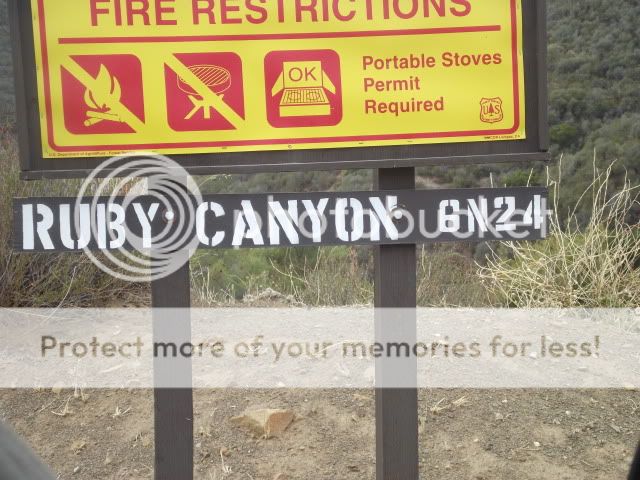 FIRE RESTRICTIONS
OK
Portable Stoves
Permit
Required
U S
RUBY CANYON 6N24
photobucket
Protect more of your memories for less!